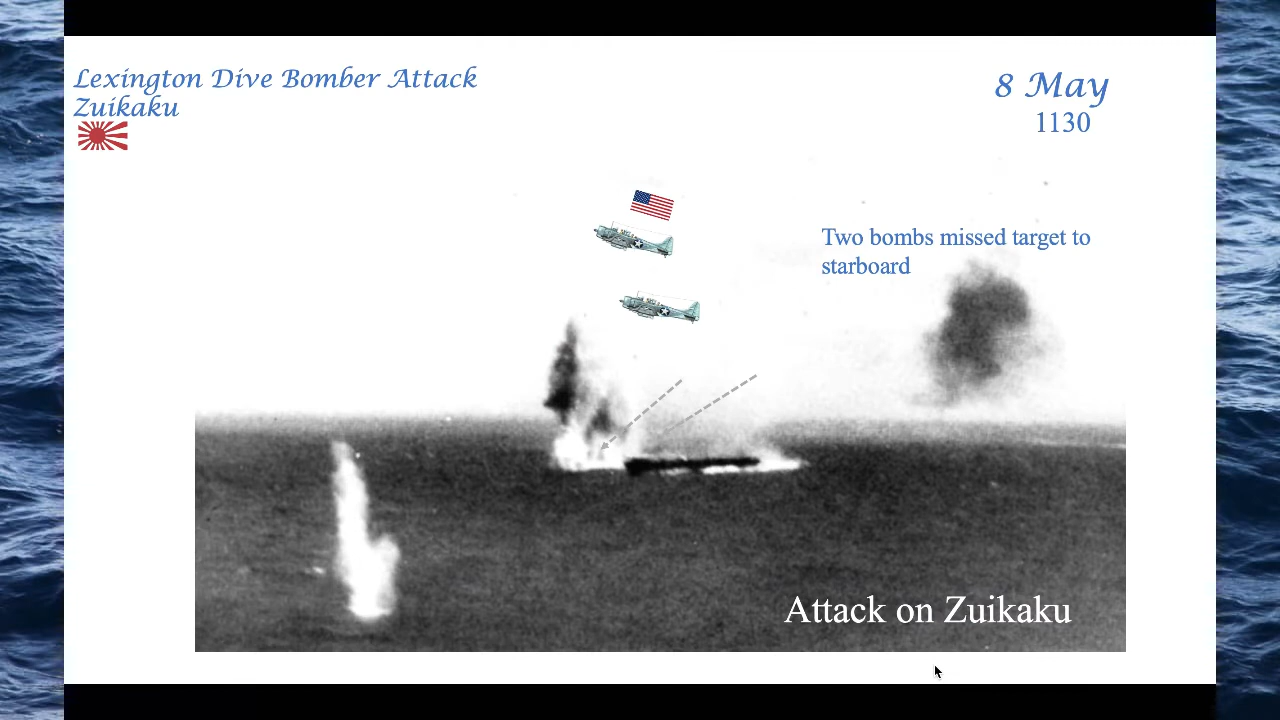 Lexington Dive Bomber Attack
Zuikaku
8 May
1130
Two bombs missed target to
starboard
Attack on Zuikaku